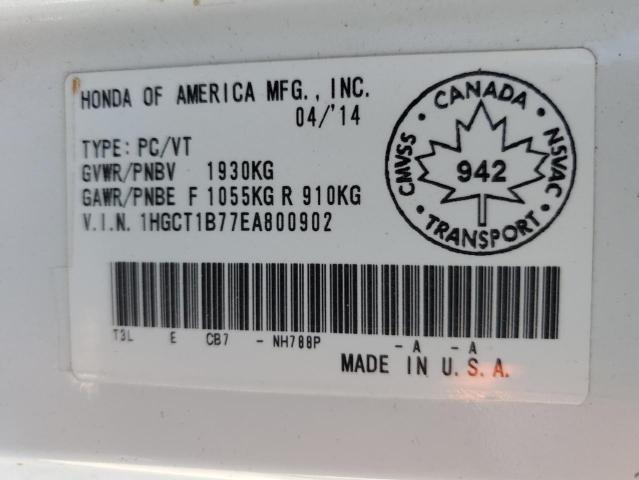 HONDA OF AMERICA MFG., INC.
04/'14
TYPE: PC/VT
GVWR/PNBV 1930KG
GAWR/PNBE F 1055KG R 910KG
V.I.N. 1HGCT1B77EA800902
CANADA
CMVSS
942
NSVAC
TRANSPORT
T3L E CB7 - NH788P - A - A
MADE IN U.S.A.